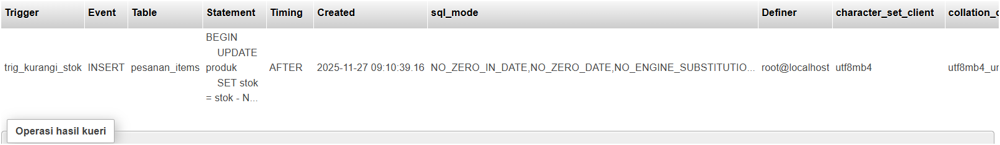 Trigger Event Table Statement Timing Created sql_mode Definer character_set_client collation_c
BEGIN
UPDATE
trig_kurangi_stok INSERT pesanan_items produk AFTER 2025-11-27 09:10:39.16 NO_ZERO_IN_DATE,NO_ZERO_DATE,NO_ENGINE_SUBSTITUTIO... root@localhost utf8mb4 utf8mb4_un
SET stok
= stok - N...
Operasi hasil kueri